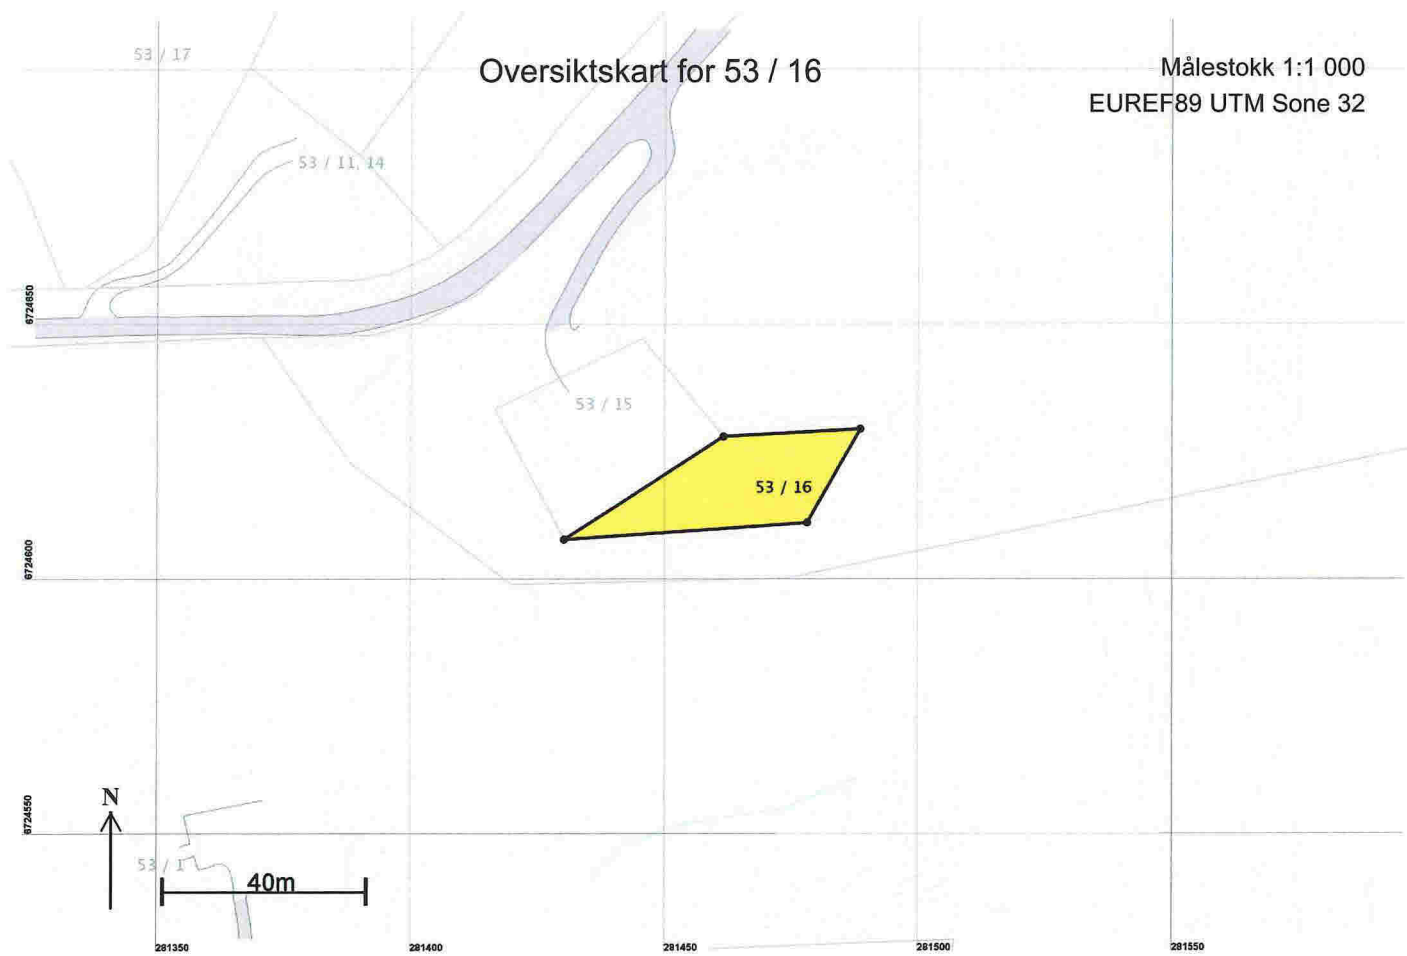 53 / 17
Oversiktskart for 53 / 16
Målestokk 1:1 000
EUREF89 UTM Sone 32
53 / 11, 14
6724650
53 / 15
53 / 16
6724600
6724550
N
53 / 1
40m
281350
281400
281450
281500
281550